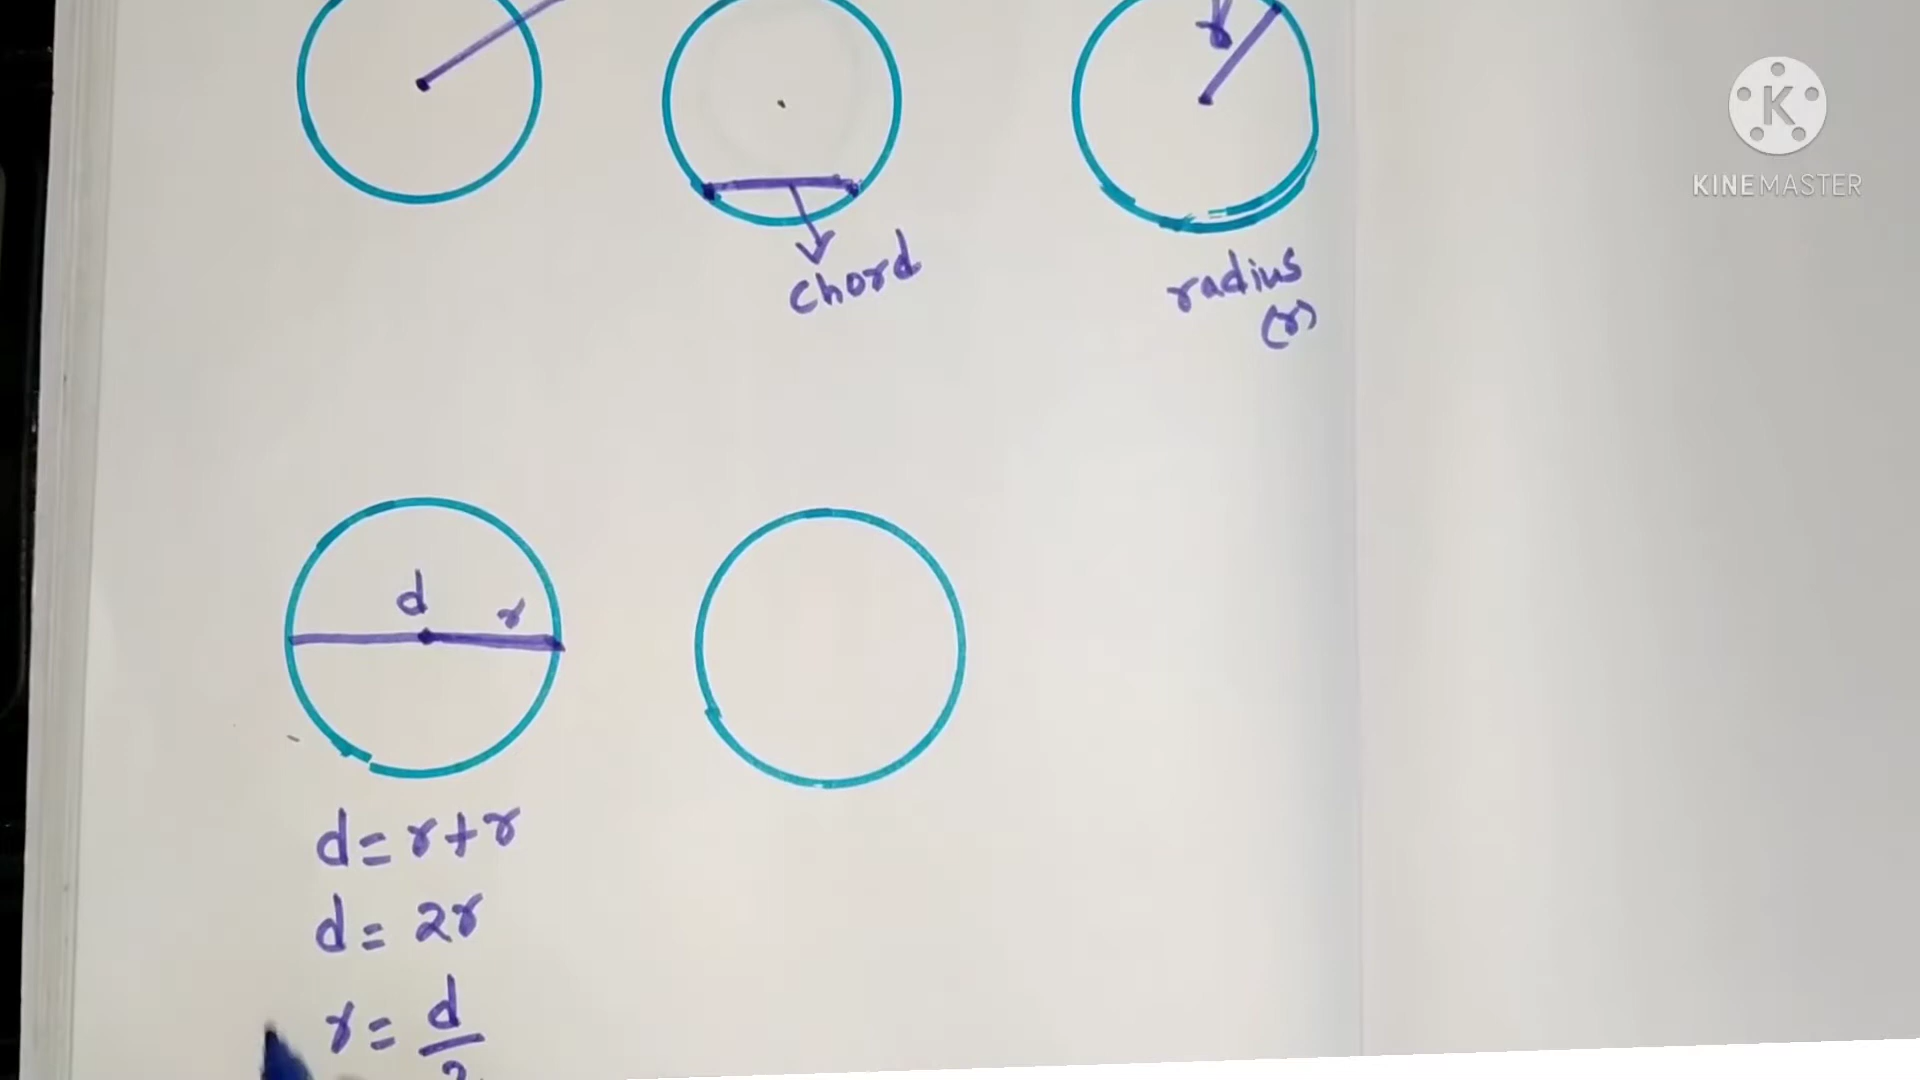 r
K
KINEMASTER
chord
radius
(r)
d
r
d = r + r
d = 2r
r = d/2